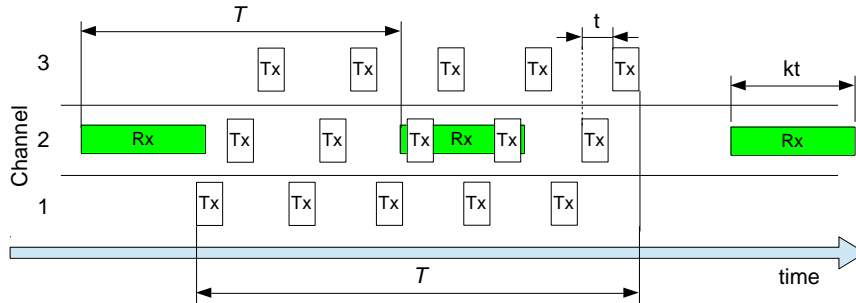 T
t
3 Tx Tx Tx Tx Tx
kt
Channel
2 Rx Tx Tx Tx Rx Tx Tx Rx
1 Tx Tx Tx Tx Tx
T
time